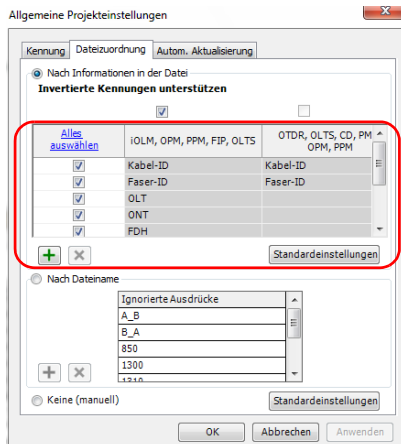 Allgemeine Projekteinstellungen
Kennung Dateizuordnung Autom. Aktualisierung
Nach Informationen in der Datei
Invertierte Kennungen unterstützen
Alles auswählen iOLM, OPM, PPM, FIP, OLTS OTDR, OLTS, CD, PM OPM, PPM
Kabel-ID Kabel-ID
Faser-ID Faser-ID
OLT
ONT
FDH
Standardeinstellungen
Nach Dateiname
Ignorierte Ausdrücke
A_B
B_A
850
1300
1310
Keine (manuell) Standardeinstellungen
OK Abbrechen Anwenden